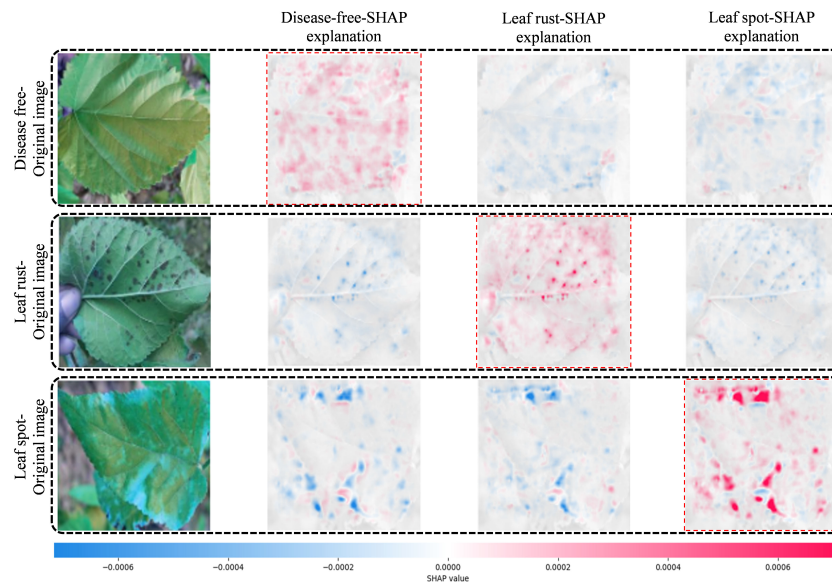 Disease-free-SHAP
explanation
Leaf rust-SHAP
explanation
Leaf spot-SHAP
explanation
Disease free-
Original image
Leaf rust-
Original image
Leaf spot-
Original image
−0.0006
−0.0004
−0.0002
0.0000
0.0002
0.0004
0.0006
SHAP value